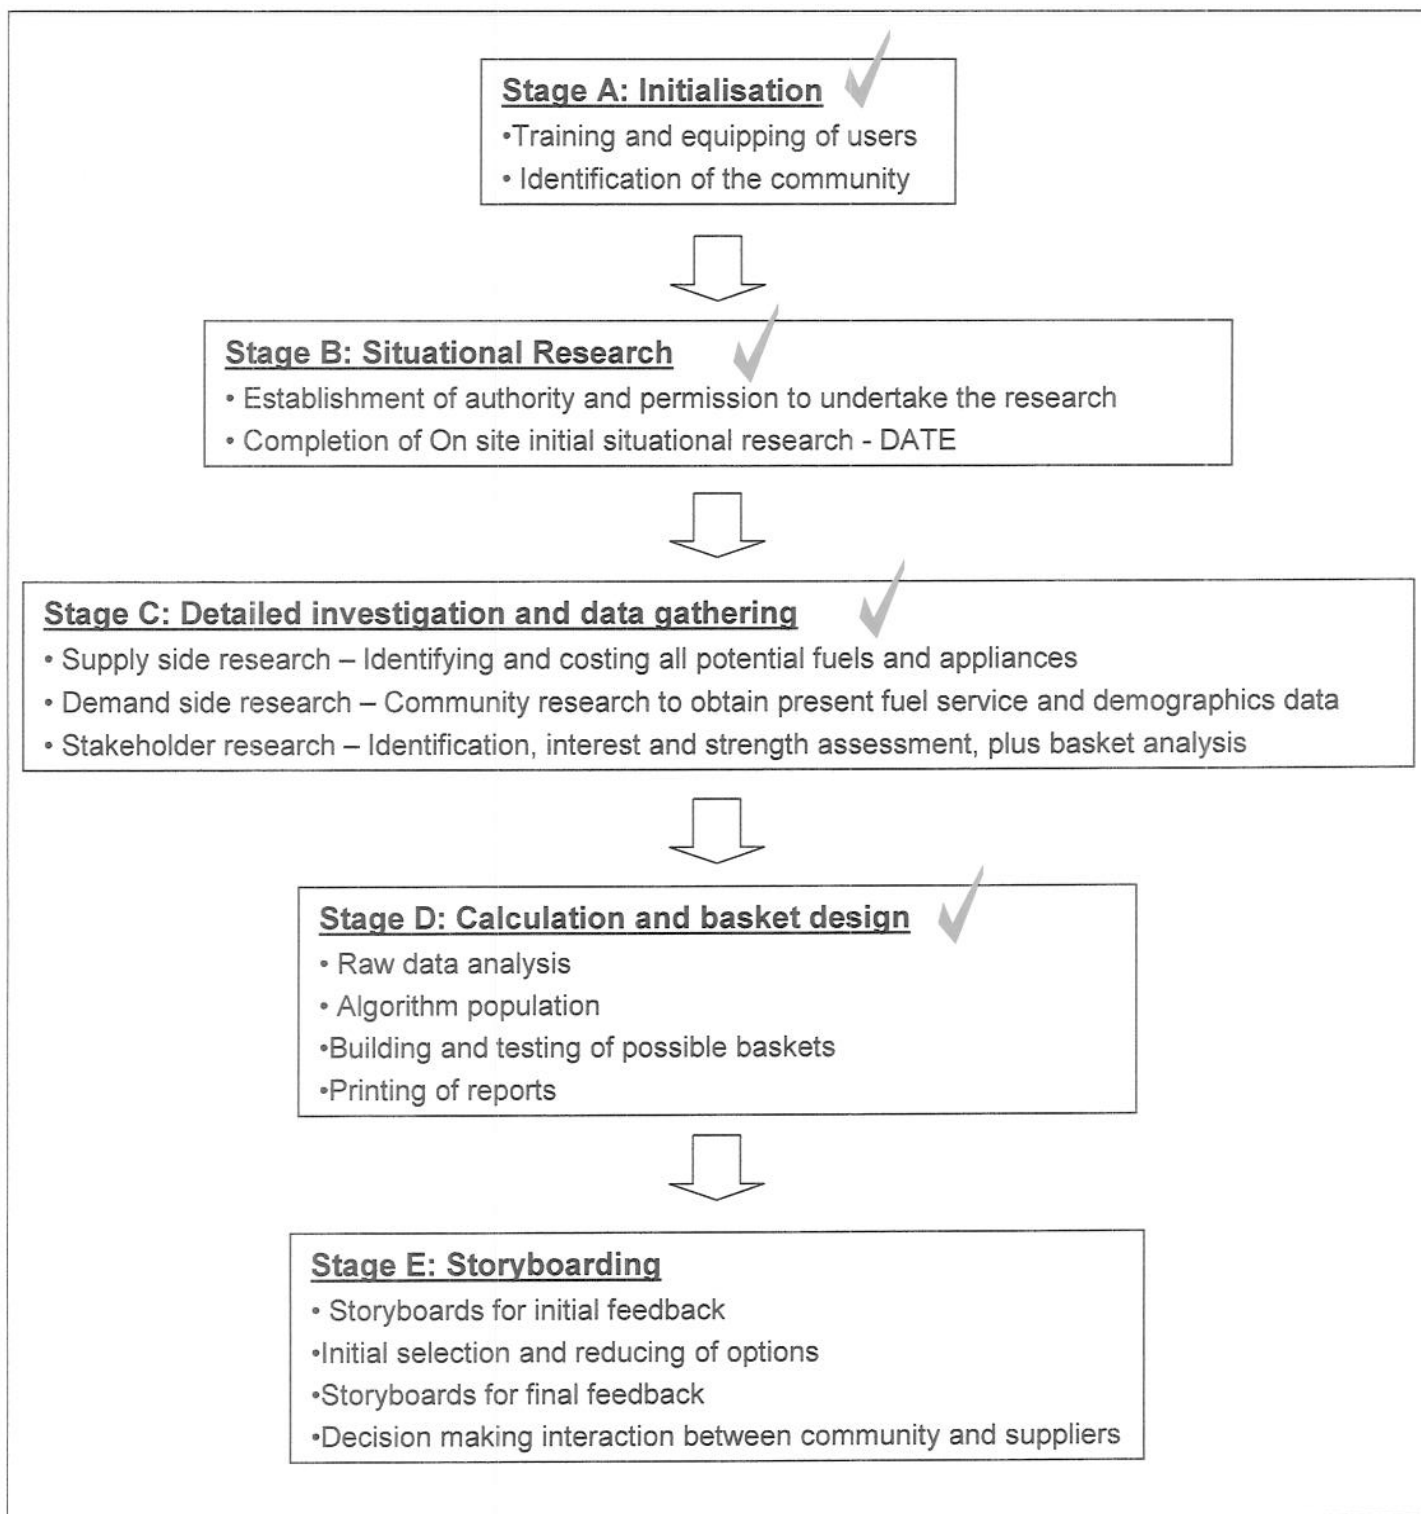 Stage A: Initialisation
•Training and equipping of users
• Identification of the community
Stage B: Situational Research
• Establishment of authority and permission to undertake the research
• Completion of On site initial situational research - DATE
Stage C: Detailed investigation and data gathering
• Supply side research – Identifying and costing all potential fuels and appliances
• Demand side research – Community research to obtain present fuel service and demographics data
• Stakeholder research – Identification, interest and strength assessment, plus basket analysis
Stage D: Calculation and basket design
• Raw data analysis
• Algorithm population
•Building and testing of possible baskets
•Printing of reports
Stage E: Storyboarding
• Storyboards for initial feedback
•Initial selection and reducing of options
•Storyboards for final feedback
•Decision making interaction between community and suppliers